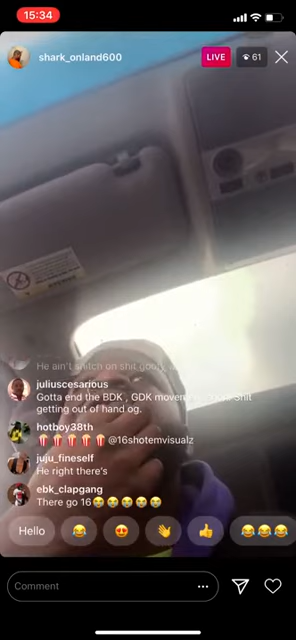 15:34
shark_onland600
LIVE
61
He ain't snitch on shit
juliuscesarious
Gotta end the BDK , GDK
getting out of hand og.
hotboy38th
🍿🍿🍿🍿🍿@16shotemvisualz
juju_fineself
He right there's
ebk_clapgang
There go 16😭😭😭😭😭
Hello 😂 😍 👋 👍 😂😂😂
Comment